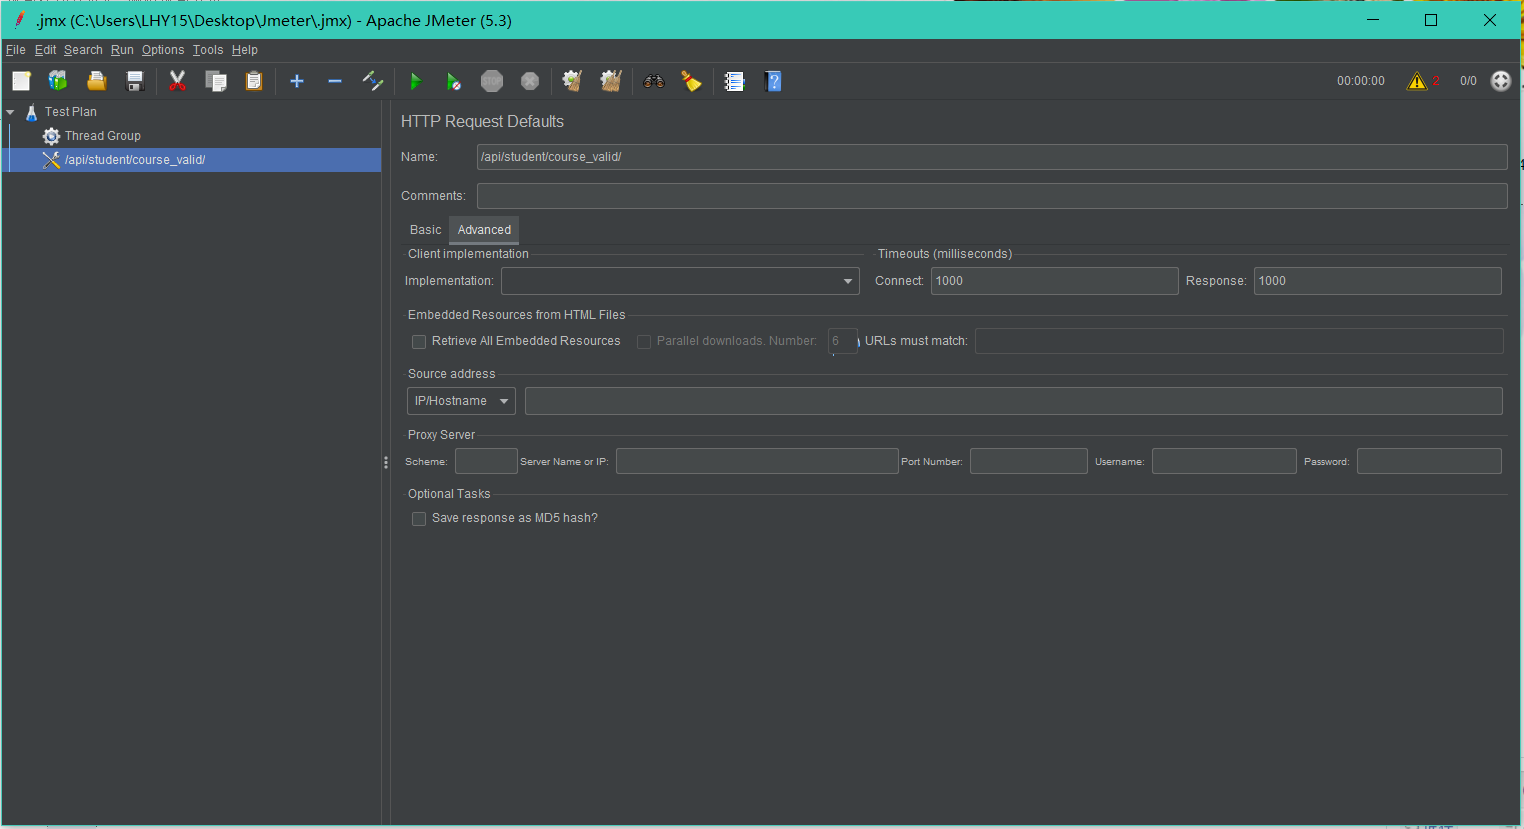 .jmx (C:\Users\LHY15\Desktop\Jmeter\.jmx) - Apache JMeter (5.3)
File Edit Search Run Options Tools Help
STOP 00:00:00 2 0/0
Test Plan
Thread Group
/api/student/course_valid/
HTTP Request Defaults
Name: /api/student/course_valid/
Comments:
Basic Advanced
Client implementation Timeouts (milliseconds)
Implementation: Connect: 1000 Response: 1000
Embedded Resources from HTML Files
Retrieve All Embedded Resources Parallel downloads. Number: 6 URLs must match:
Source address
IP/Hostname
Proxy Server
Scheme: Server Name or IP: Port Number: Username: Password:
Optional Tasks
Save response as MD5 hash?